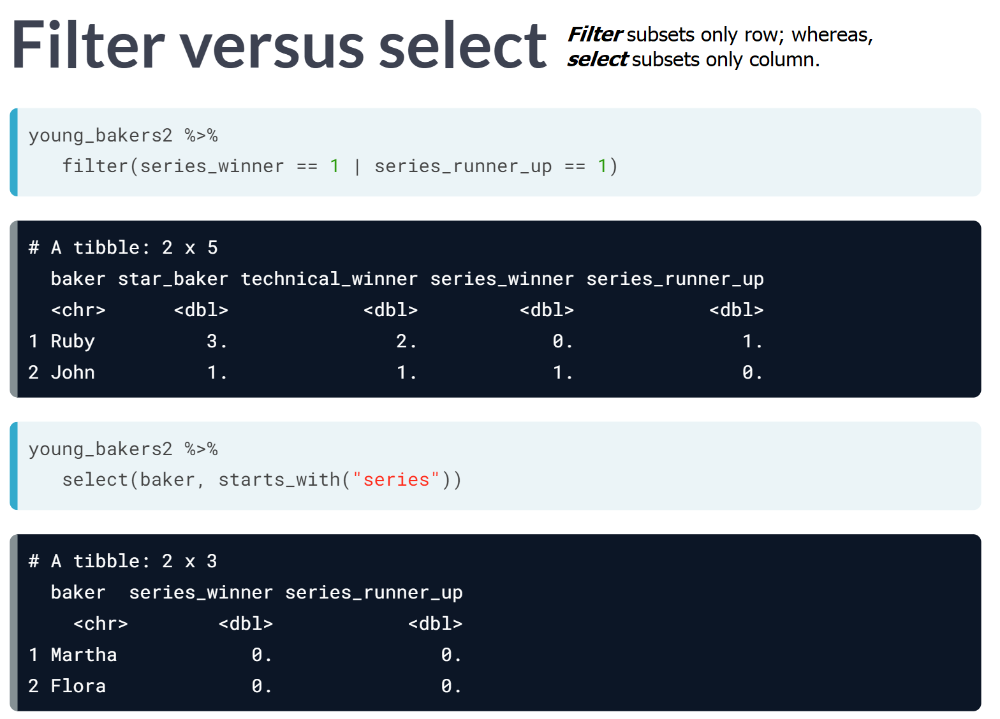 Filter versus select
Filter subsets only row; whereas,
select subsets only column.
young_bakers2 %>%
   filter(series_winner == 1 | series_runner_up == 1)
# A tibble: 2 x 5
  baker star_baker technical_winner series_winner series_runner_up
  <chr>      <dbl>            <dbl>         <dbl>            <dbl>
1 Ruby          3.               2.            0.               1.
2 John          1.               1.            1.               0.
young_bakers2 %>%
   select(baker, starts_with("series"))
# A tibble: 2 x 3
  baker  series_winner series_runner_up
    <chr>        <dbl>            <dbl>
1 Martha            0.               0.
2 Flora             0.               0.